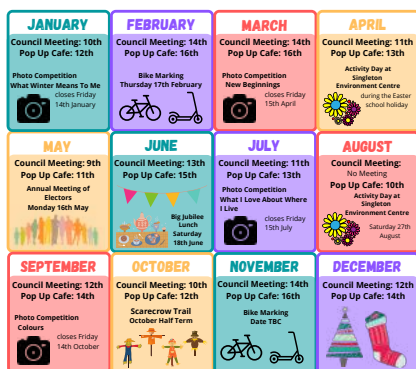 JANUARY
Council Meeting: 10th
Pop Up Cafe: 12th
Photo Competition
What Winter Means To Me
closes Friday
14th January
FEBRUARY
Council Meeting: 14th
Pop Up Cafe: 16th
Bike Marking
Thursday 17th February
MARCH
Council Meeting: 14th
Pop Up Cafe: 16th
Photo Competition
New Beginnings
closes Friday
15th April
APRIL
Council Meeting: 11th
Pop Up Cafe: 13th
Activity Day at
Singleton
Environment Centre
during the Easter
school holiday
MAY
Council Meeting: 9th
Pop Up Cafe: 11th
Annual Meeting of
Electors
Monday 16th May
JUNE
Council Meeting: 13th
Pop Up Cafe: 15th
Big Jubilee
Lunch
Saturday
18th June
JULY
Council Meeting: 11th
Pop Up Cafe: 13th
Photo Competition
What I Love About Where
I Live
closes Friday
15th July
AUGUST
Council Meeting:
No Meeting
Pop Up Cafe: 10th
Activity Day at
Singleton
Environment Centre
Saturday 27th
August
SEPTEMBER
Council Meeting: 12th
Pop Up Cafe: 14th
Photo Competition
Colours
closes Friday
14th October
OCTOBER
Council Meeting: 10th
Pop Up Cafe: 12th
Scarecrow Trail
October Half Term
NOVEMBER
Council Meeting: 14th
Pop Up Cafe: 16th
Bike Marking
Date TBC
DECEMBER
Council Meeting: 12th
Pop Up Cafe: 14th